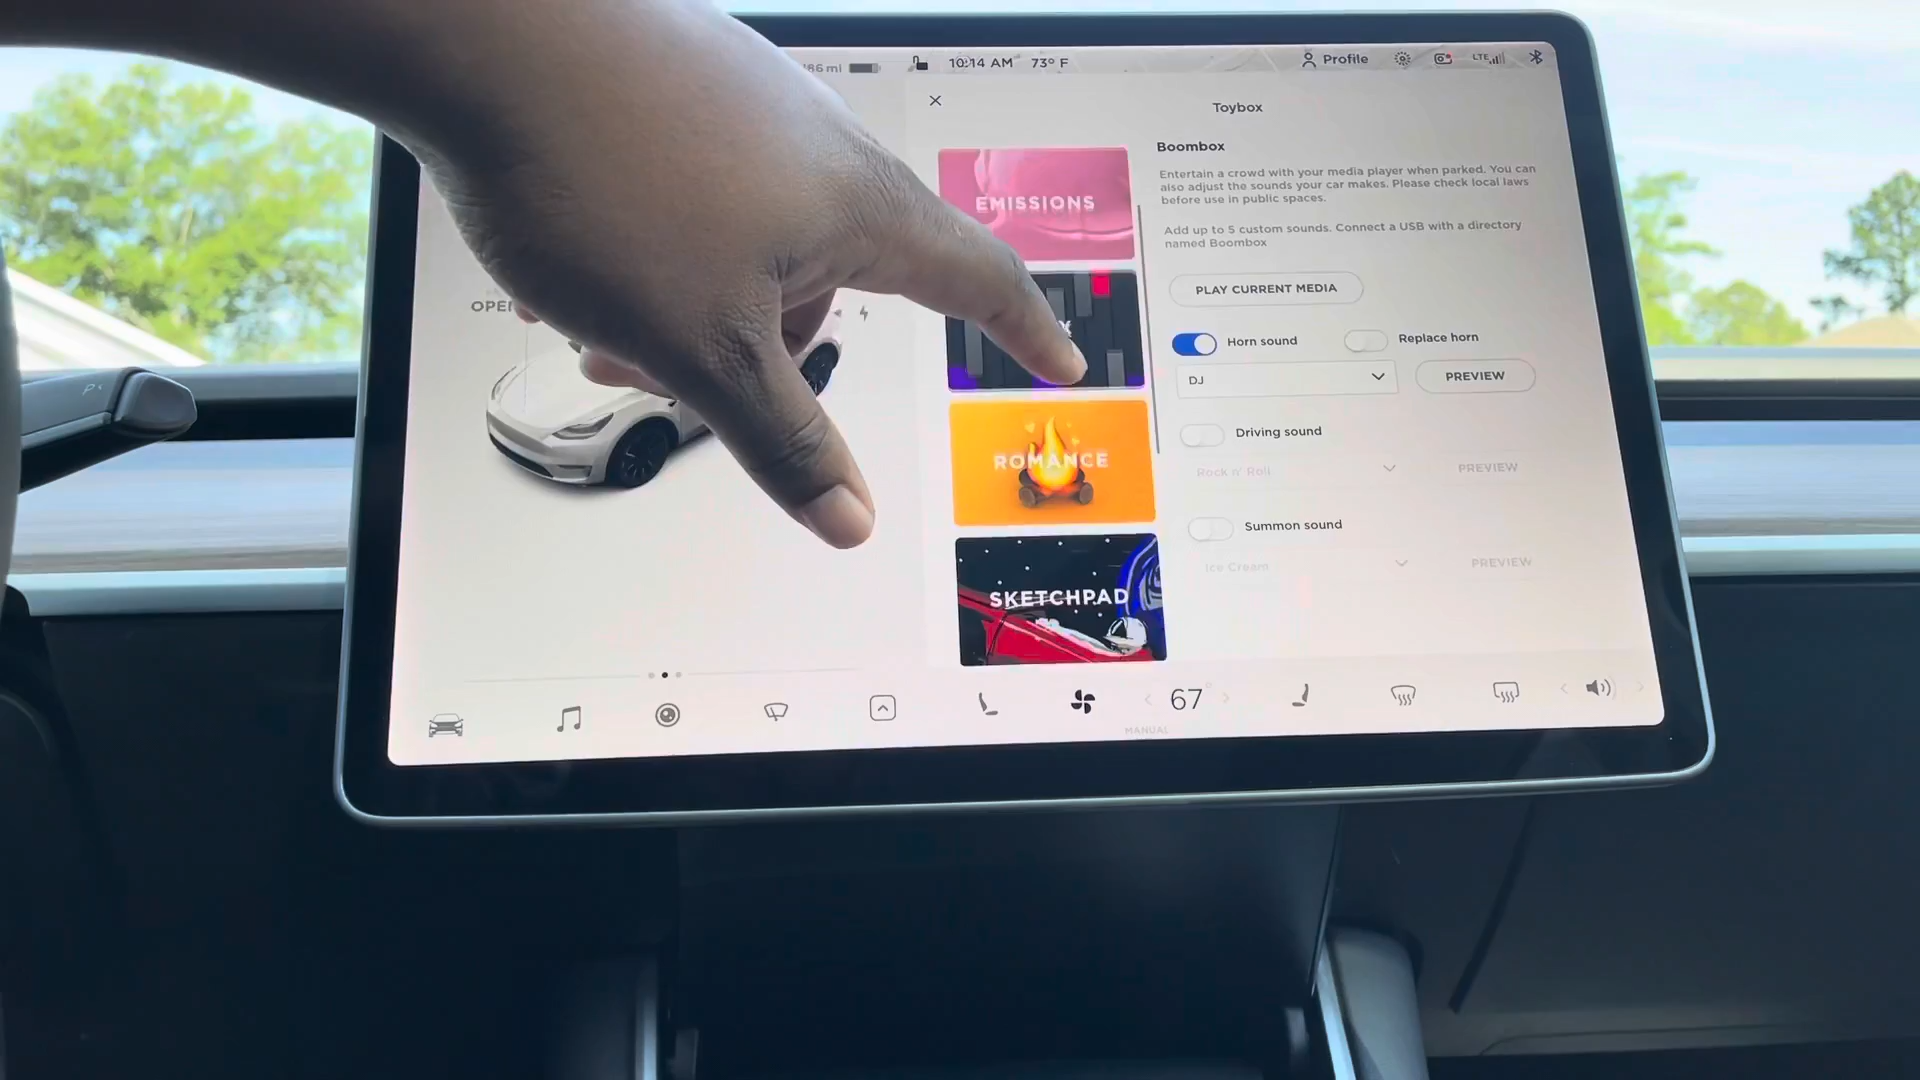 10:14 AM 73° F
Profile
LTE
Toybox
EMISSIONS
ROMANCE
SKETCHPAD
Boombox
Entertain a crowd with your media player when parked. You can
also adjust the sounds your car makes. Please check local laws
before use in public spaces.
Add up to 5 custom sounds. Connect a USB with a directory
named Boombox
PLAY CURRENT MEDIA
Horn sound Replace horn
DJ PREVIEW
Driving sound
Rock n' Roll PREVIEW
Summon sound
Ice Cream PREVIEW
67°
MANUAL